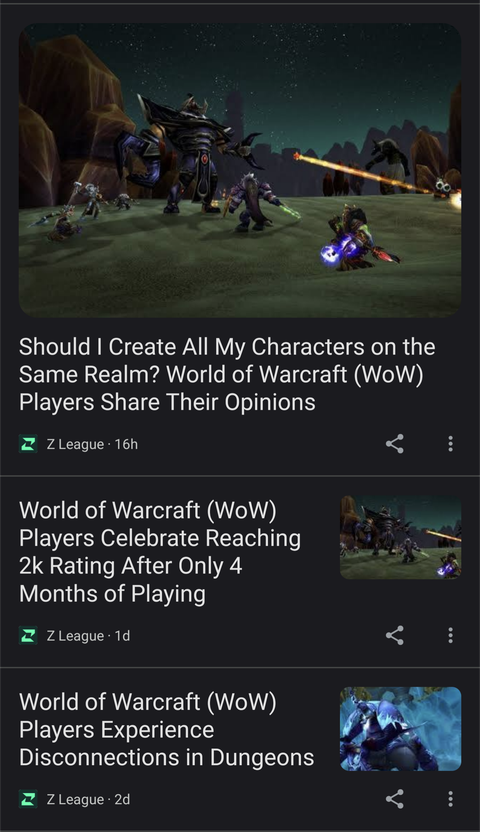 Should I Create All My Characters on the
Same Realm? World of Warcraft (WoW)
Players Share Their Opinions
Z League · 16h
World of Warcraft (WoW)
Players Celebrate Reaching
2k Rating After Only 4
Months of Playing
Z League · 1d
World of Warcraft (WoW)
Players Experience
Disconnections in Dungeons
Z League · 2d